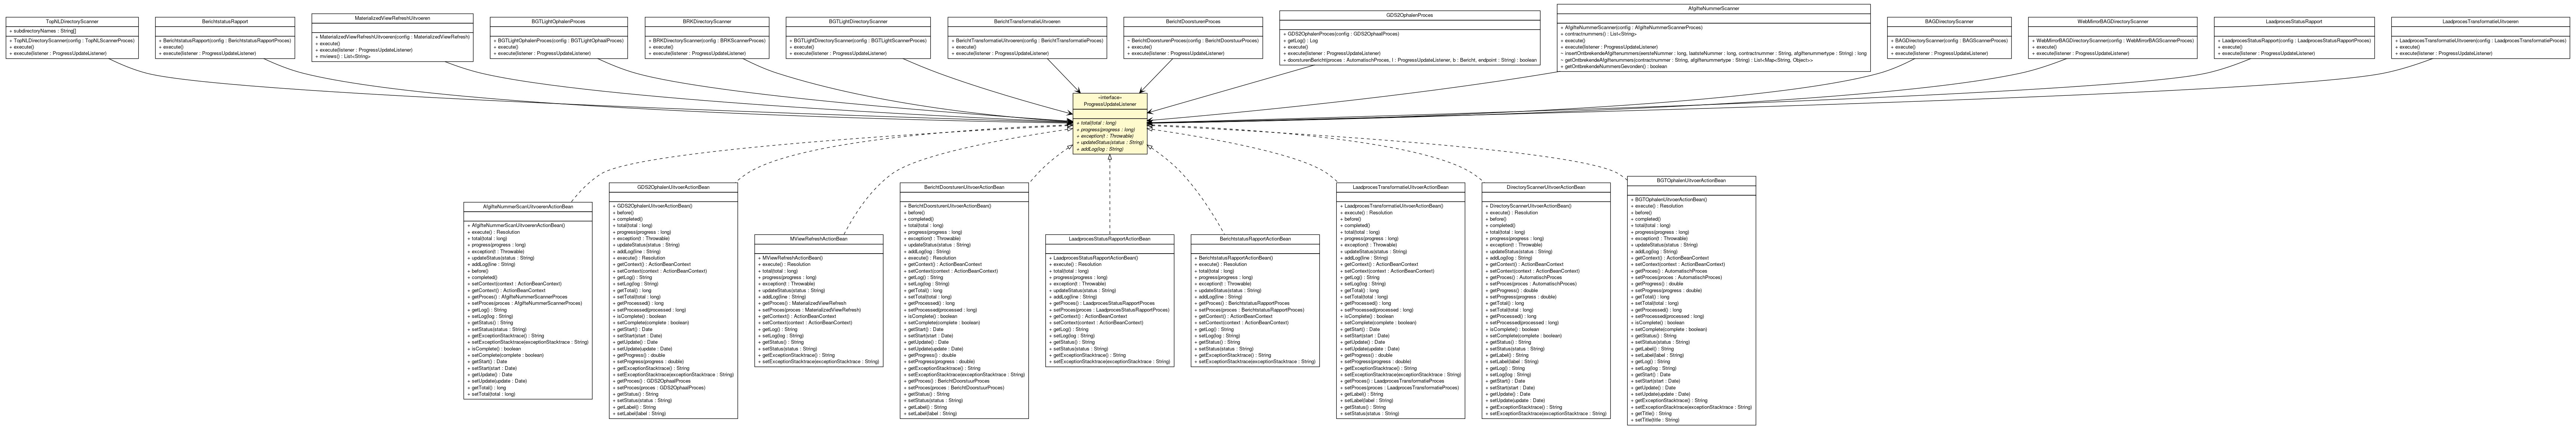 TopNLDirectoryScanner
+ subdirectoryNames : String[]
+ TopNLDirectoryScanner(config : TopNLScannerProces)
+ execute()
+ execute(listener : ProgressUpdateListener)
BerichtstatusRapport
+ BerichtstatusRapport(config : BerichtstatusRapportProces)
+ execute()
+ execute(listener : ProgressUpdateListener)
MaterializedViewRefreshUitvoeren
+ MaterializedViewRefreshUitvoeren(config : MaterializedViewRefresh)
+ execute()
+ execute(listener : ProgressUpdateListener)
+ mviews() : List<String>
BGTLightOphalenProces
+ BGTLightOphalenProces(config : BGTLightOphaalProces)
+ execute()
+ execute(listener : ProgressUpdateListener)
BRKDirectoryScanner
+ BRKDirectoryScanner(config : BRKScannerProces)
+ execute()
+ execute(listener : ProgressUpdateListener)
BGTLightDirectoryScanner
+ BGTLightDirectoryScanner(config : BGTLightScannerProces)
+ execute()
+ execute(listener : ProgressUpdateListener)
BerichtTransformatieUitvoeren
+ BerichtTransformatieUitvoeren(config : BerichtTransformatieProces)
+ execute()
+ execute(listener : ProgressUpdateListener)
BerichtDoorsturenProces
+ BerichtDoorsturenProces(config : BerichtDoorstuurProces)
+ execute()
+ execute(listener : ProgressUpdateListener)
GDS2OphalenProces
+ GDS2OphalenProces(config : GDS2OphaalProces)
+ getLog() : Log
+ execute()
+ execute(listener : ProgressUpdateListener)
+ doorsturenBericht(proces : AutomatischProces, l : ProgressUpdateListener, b : Bericht, endpoint : String) : boolean
AfgifteNummerScanner
+ AfgifteNummerScanner(config : AfgifteNummerScannerProces)
+ contractnummers() : List<String>
+ execute()
+ execute(listener : ProgressUpdateListener)
+ insertOntbrekendeAfgiftenummers(eersteNummer : long, laatsteNummer : long, contractnummer : String, afgiftenummertype : String) : long
+ getOntbrekendeAfgiftenummers(contractnummer : String, afgiftenummertype : String) : List<Map<String, Object>>
+ getOntbrekendeNummersGevonden() : boolean
BAGDirectoryScanner
+ BAGDirectoryScanner(config : BAGScannerProces)
+ execute()
+ execute(listener : ProgressUpdateListener)
WebMirrorBAGDirectoryScanner
+ WebMirrorBAGDirectoryScanner(config : WebMirrorBAGScannerProces)
+ execute()
+ execute(listener : ProgressUpdateListener)
LaadprocesStatusRapport
+ LaadprocesStatusRapport(config : LaadprocesStatusRapportProces)
+ execute()
+ execute(listener : ProgressUpdateListener)
LaadprocesTransformatieUitvoeren
+ LaadprocesTransformatieUitvoeren(config : LaadprocesTransformatieProces)
+ execute()
+ execute(listener : ProgressUpdateListener)
«interface»
ProgressUpdateListener
+ total(total : long)
+ progress(progress : long)
+ exception(t : Throwable)
+ updateStatus(status : String)
+ addLog(log : String)
AfgifteNummerScanUitvoerenActionBean
+ AfgifteNummerScanUitvoerenActionBean()
+ execute() : Resolution
+ total(total : long)
+ progress(progress : long)
+ exception(t : Throwable)
+ updateStatus(status : String)
+ addLog(line : String)
+ before()
+ completed()
+ setContext(context : ActionBeanContext)
+ getContext() : ActionBeanContext
+ getProces() : AfgifteNummerScannerProces
+ setProces(proces : AfgifteNummerScannerProces)
+ getLog() : String
+ setLog(log : String)
+ getStatus() : String
+ setStatus(status : String)
+ getExceptionStacktrace() : String
+ setExceptionStacktrace(exceptionStacktrace : String)
+ isComplete() : boolean
+ setComplete(complete : boolean)
+ getStart() : Date
+ setStart(start : Date)
+ getUpdate() : Date
+ setUpdate(update : Date)
+ getTotal() : long
+ setTotal(total : long)
GDS2OphalenUitvoerActionBean
+ GDS2OphalenUitvoerActionBean()
+ before()
+ completed()
+ total(total : long)
+ progress(progress : long)
+ exception(t : Throwable)
+ updateStatus(status : String)
+ addLog(line : String)
+ execute() : Resolution
+ getContext() : ActionBeanContext
+ setContext(context : ActionBeanContext)
+ getLog() : String
+ setLog(log : String)
+ getTotal() : long
+ setTotal(total : long)
+ getProcessed() : long
+ setProcessed(processed : long)
+ isComplete() : boolean
+ setComplete(complete : boolean)
+ getStart() : Date
+ setStart(start : Date)
+ getUpdate() : Date
+ setUpdate(update : Date)
+ getProgress() : double
+ setProgress(progress : double)
+ getExceptionStacktrace() : String
+ setExceptionStacktrace(exceptionStacktrace : String)
+ getProces() : GDS2OphaalProces
+ setProces(proces : GDS2OphaalProces)
+ getStatus() : String
+ setStatus(status : String)
+ getLabel() : String
+ setLabel(label : String)
MViewRefreshActionBean
+ MViewRefreshActionBean()
+ execute() : Resolution
+ total(total : long)
+ progress(progress : long)
+ exception(t : Throwable)
+ updateStatus(status : String)
+ addLog(line : String)
+ getProces() : MaterializedViewRefresh
+ setProces(proces : MaterializedViewRefresh)
+ getContext() : ActionBeanContext
+ setContext(context : ActionBeanContext)
+ getLog() : String
+ setLog(log : String)
+ getStatus() : String
+ setStatus(status : String)
+ getExceptionStacktrace() : String
+ setExceptionStacktrace(exceptionStacktrace : String)
BerichtDoorsturenUitvoerActionBean
+ BerichtDoorsturenUitvoerActionBean()
+ before()
+ completed()
+ total(total : long)
+ progress(progress : long)
+ exception(t : Throwable)
+ updateStatus(status : String)
+ addLog(log : String)
+ execute() : Resolution
+ getContext() : ActionBeanContext
+ setContext(context : ActionBeanContext)
+ getLog() : String
+ setLog(log : String)
+ getTotal() : long
+ setTotal(total : long)
+ getProcessed() : long
+ setProcessed(processed : long)
+ isComplete() : boolean
+ setComplete(complete : boolean)
+ getStart() : Date
+ setStart(start : Date)
+ getUpdate() : Date
+ setUpdate(update : Date)
+ getProgress() : double
+ setProgress(progress : double)
+ getExceptionStacktrace() : String
+ setExceptionStacktrace(exceptionStacktrace : String)
+ getProces() : BerichtDoorstuurProces
+ setProces(proces : BerichtDoorstuurProces)
+ getStatus() : String
+ setStatus(status : String)
+ getLabel() : String
+ setLabel(label : String)
LaadprocesStatusRapportActionBean
+ LaadprocesStatusRapportActionBean()
+ execute() : Resolution
+ total(total : long)
+ progress(progress : long)
+ exception(t : Throwable)
+ updateStatus(status : String)
+ addLog(line : String)
+ getProces() : LaadprocesStatusRapportProces
+ setProces(proces : LaadprocesStatusRapportProces)
+ getContext() : ActionBeanContext
+ setContext(context : ActionBeanContext)
+ getLog() : String
+ setLog(log : String)
+ getStatus() : String
+ setStatus(status : String)
+ getExceptionStacktrace() : String
+ setExceptionStacktrace(exceptionStacktrace : String)
BerichtstatusRapportActionBean
+ BerichtstatusRapportActionBean()
+ execute() : Resolution
+ total(total : long)
+ progress(progress : long)
+ exception(t : Throwable)
+ updateStatus(status : String)
+ addLog(line : String)
+ getProces() : BerichtstatusRapportProces
+ setProces(proces : BerichtstatusRapportProces)
+ getContext() : ActionBeanContext
+ setContext(context : ActionBeanContext)
+ getLog() : String
+ setLog(log : String)
+ getStatus() : String
+ setStatus(status : String)
+ getExceptionStacktrace() : String
+ setExceptionStacktrace(exceptionStacktrace : String)
LaadprocesTransformatieUitvoerActionBean
+ LaadprocesTransformatieUitvoerActionBean()
+ execute() : Resolution
+ before()
+ completed()
+ total(total : long)
+ progress(progress : long)
+ exception(t : Throwable)
+ updateStatus(status : String)
+ addLog(line : String)
+ getContext() : ActionBeanContext
+ setContext(context : ActionBeanContext)
+ getLog() : String
+ setLog(log : String)
+ getTotal() : long
+ setTotal(total : long)
+ getProcessed() : long
+ setProcessed(processed : long)
+ isComplete() : boolean
+ setComplete(complete : boolean)
+ getStart() : Date
+ setStart(start : Date)
+ getUpdate() : Date
+ setUpdate(update : Date)
+ getProgress() : double
+ setProgress(progress : double)
+ getExceptionStacktrace() : String
+ setExceptionStacktrace(exceptionStacktrace : String)
+ getProces() : LaadprocesTransformatieProces
+ setProces(proces : LaadprocesTransformatieProces)
+ getLabel() : String
+ setLabel(label : String)
+ getStatus() : String
+ setStatus(status : String)
DirectoryScannerUitvoerActionBean
+ DirectoryScannerUitvoerActionBean()
+ execute() : Resolution
+ before()
+ completed()
+ total(total : long)
+ progress(progress : long)
+ exception(t : Throwable)
+ updateStatus(status : String)
+ addLog(log : String)
+ getContext() : ActionBeanContext
+ setContext(context : ActionBeanContext)
+ getProces() : AutomatischProces
+ setProces(proces : AutomatischProces)
+ getProgress() : double
+ setProgress(progress : double)
+ getTotal() : long
+ setTotal(total : long)
+ getProcessed() : long
+ setProcessed(processed : long)
+ isComplete() : boolean
+ setComplete(complete : boolean)
+ getStatus() : String
+ setStatus(status : String)
+ getLabel() : String
+ setLabel(label : String)
+ getLog() : String
+ setLog(log : String)
+ getStart() : Date
+ setStart(start : Date)
+ getUpdate() : Date
+ setUpdate(update : Date)
+ getExceptionStacktrace() : String
+ setExceptionStacktrace(exceptionStacktrace : String)
BGTOphalenUitvoerActionBean
+ BGTOphalenUitvoerActionBean()
+ execute() : Resolution
+ before()
+ completed()
+ total(total : long)
+ progress(progress : long)
+ exception(t : Throwable)
+ updateStatus(status : String)
+ addLog(log : String)
+ getContext() : ActionBeanContext
+ setContext(context : ActionBeanContext)
+ getProces() : AutomatischProces
+ setProces(proces : AutomatischProces)
+ getProgress() : double
+ setProgress(progress : double)
+ getTotal() : long
+ setTotal(total : long)
+ getProcessed() : long
+ setProcessed(processed : long)
+ isComplete() : boolean
+ setComplete(complete : boolean)
+ getStatus() : String
+ setStatus(status : String)
+ getLabel() : String
+ setLabel(label : String)
+ getLog() : String
+ setLog(log : String)
+ getStart() : Date
+ setStart(start : Date)
+ getUpdate() : Date
+ setUpdate(update : Date)
+ getExceptionStacktrace() : String
+ setExceptionStacktrace(exceptionStacktrace : String)
+ getTitle() : String
+ setTitle(title : String)